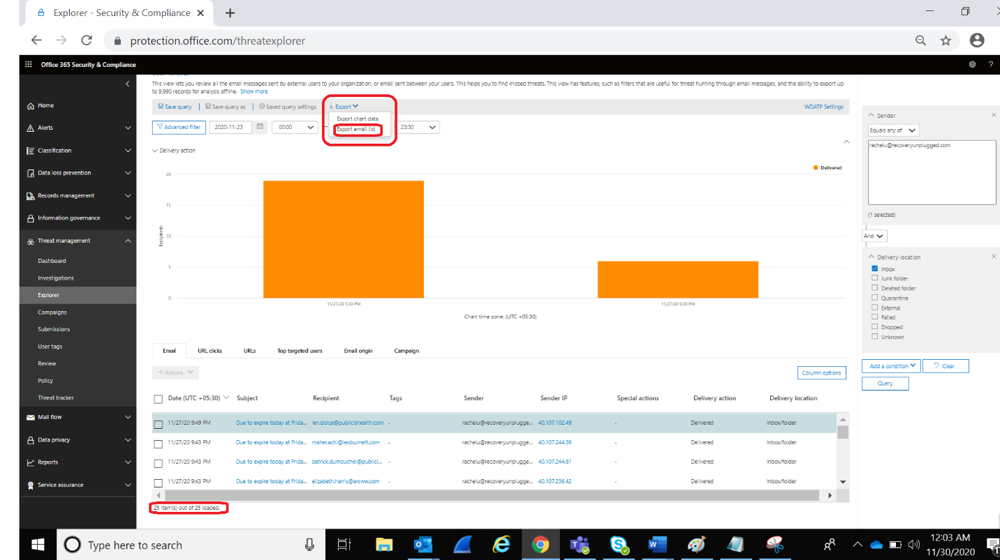 Explorer - Security & Compliance
protection.office.com/threatexplorer
Office 365 Security & Compliance
Home
Alerts
Classification
Data loss prevention
Records management
Information governance
Threat management
Dashboard
Investigations
Explorer
Campaigns
Submissions
User tags
Review
Policy
Threat tracker
Mail flow
Data privacy
Reports
Service assurance
This view lets you review all the email messages sent by external users to your organization, or email sent between your users. This helps you to find missed threats. This view has features, such as filters that are useful for threat hunting through email messages, and the ability to export up
to 9,990 records for analysis offline. Show more
Save query | Save query as | Saved query settings Export WDATP Settings
Export chart data
Export email list
Advanced filter 2020-11-23 00:00 23:30
Delivery action
Delivered
20
15
10
5
0
Recipients
11/27/20 5:30 PM 11/27/20 9:30 PM
Chart time zone: (UTC +05:30)
Email URL clicks URLs Top targeted users Email origin Campaign
+ Actions Column options
Date (UTC +05:30) Subject Recipient Tags Sender Sender IP Special actions Delivery action Delivery location
11/27/20 9:49 PM Due to expire today at Frida... len.dolce@publicishealth.com - rachelu@recoveryunplugge... 40.107.102.49 - Delivered Inbox/folder
11/27/20 9:43 PM Due to expire today at Frida... maher.achi@leoburnett.com - rachelu@recoveryunplugge... 40.107.244.59 - Delivered Inbox/folder
11/27/20 9:43 PM Due to expire today at Frida... patrick.dumouchel@publici... - rachelu@recoveryunplugge... 40.107.244.81 - Delivered Inbox/folder
11/27/20 9:43 PM Due to expire today at Frida... elizabeth.harris@arcww.com - rachelu@recoveryunplugge... 40.107.236.42 - Delivered Inbox/folder
25 item(s) out of 25 loaded.
Sender
Equals any of
rachelu@recoveryunplugged.com
(1 selected)
And
Delivery location
Inbox
Junk folder
Deleted folder
Quarantine
External
Failed
Dropped
Unknown
Add a condition Clear
Query
Type here to search
12:03 AM
11/30/2020